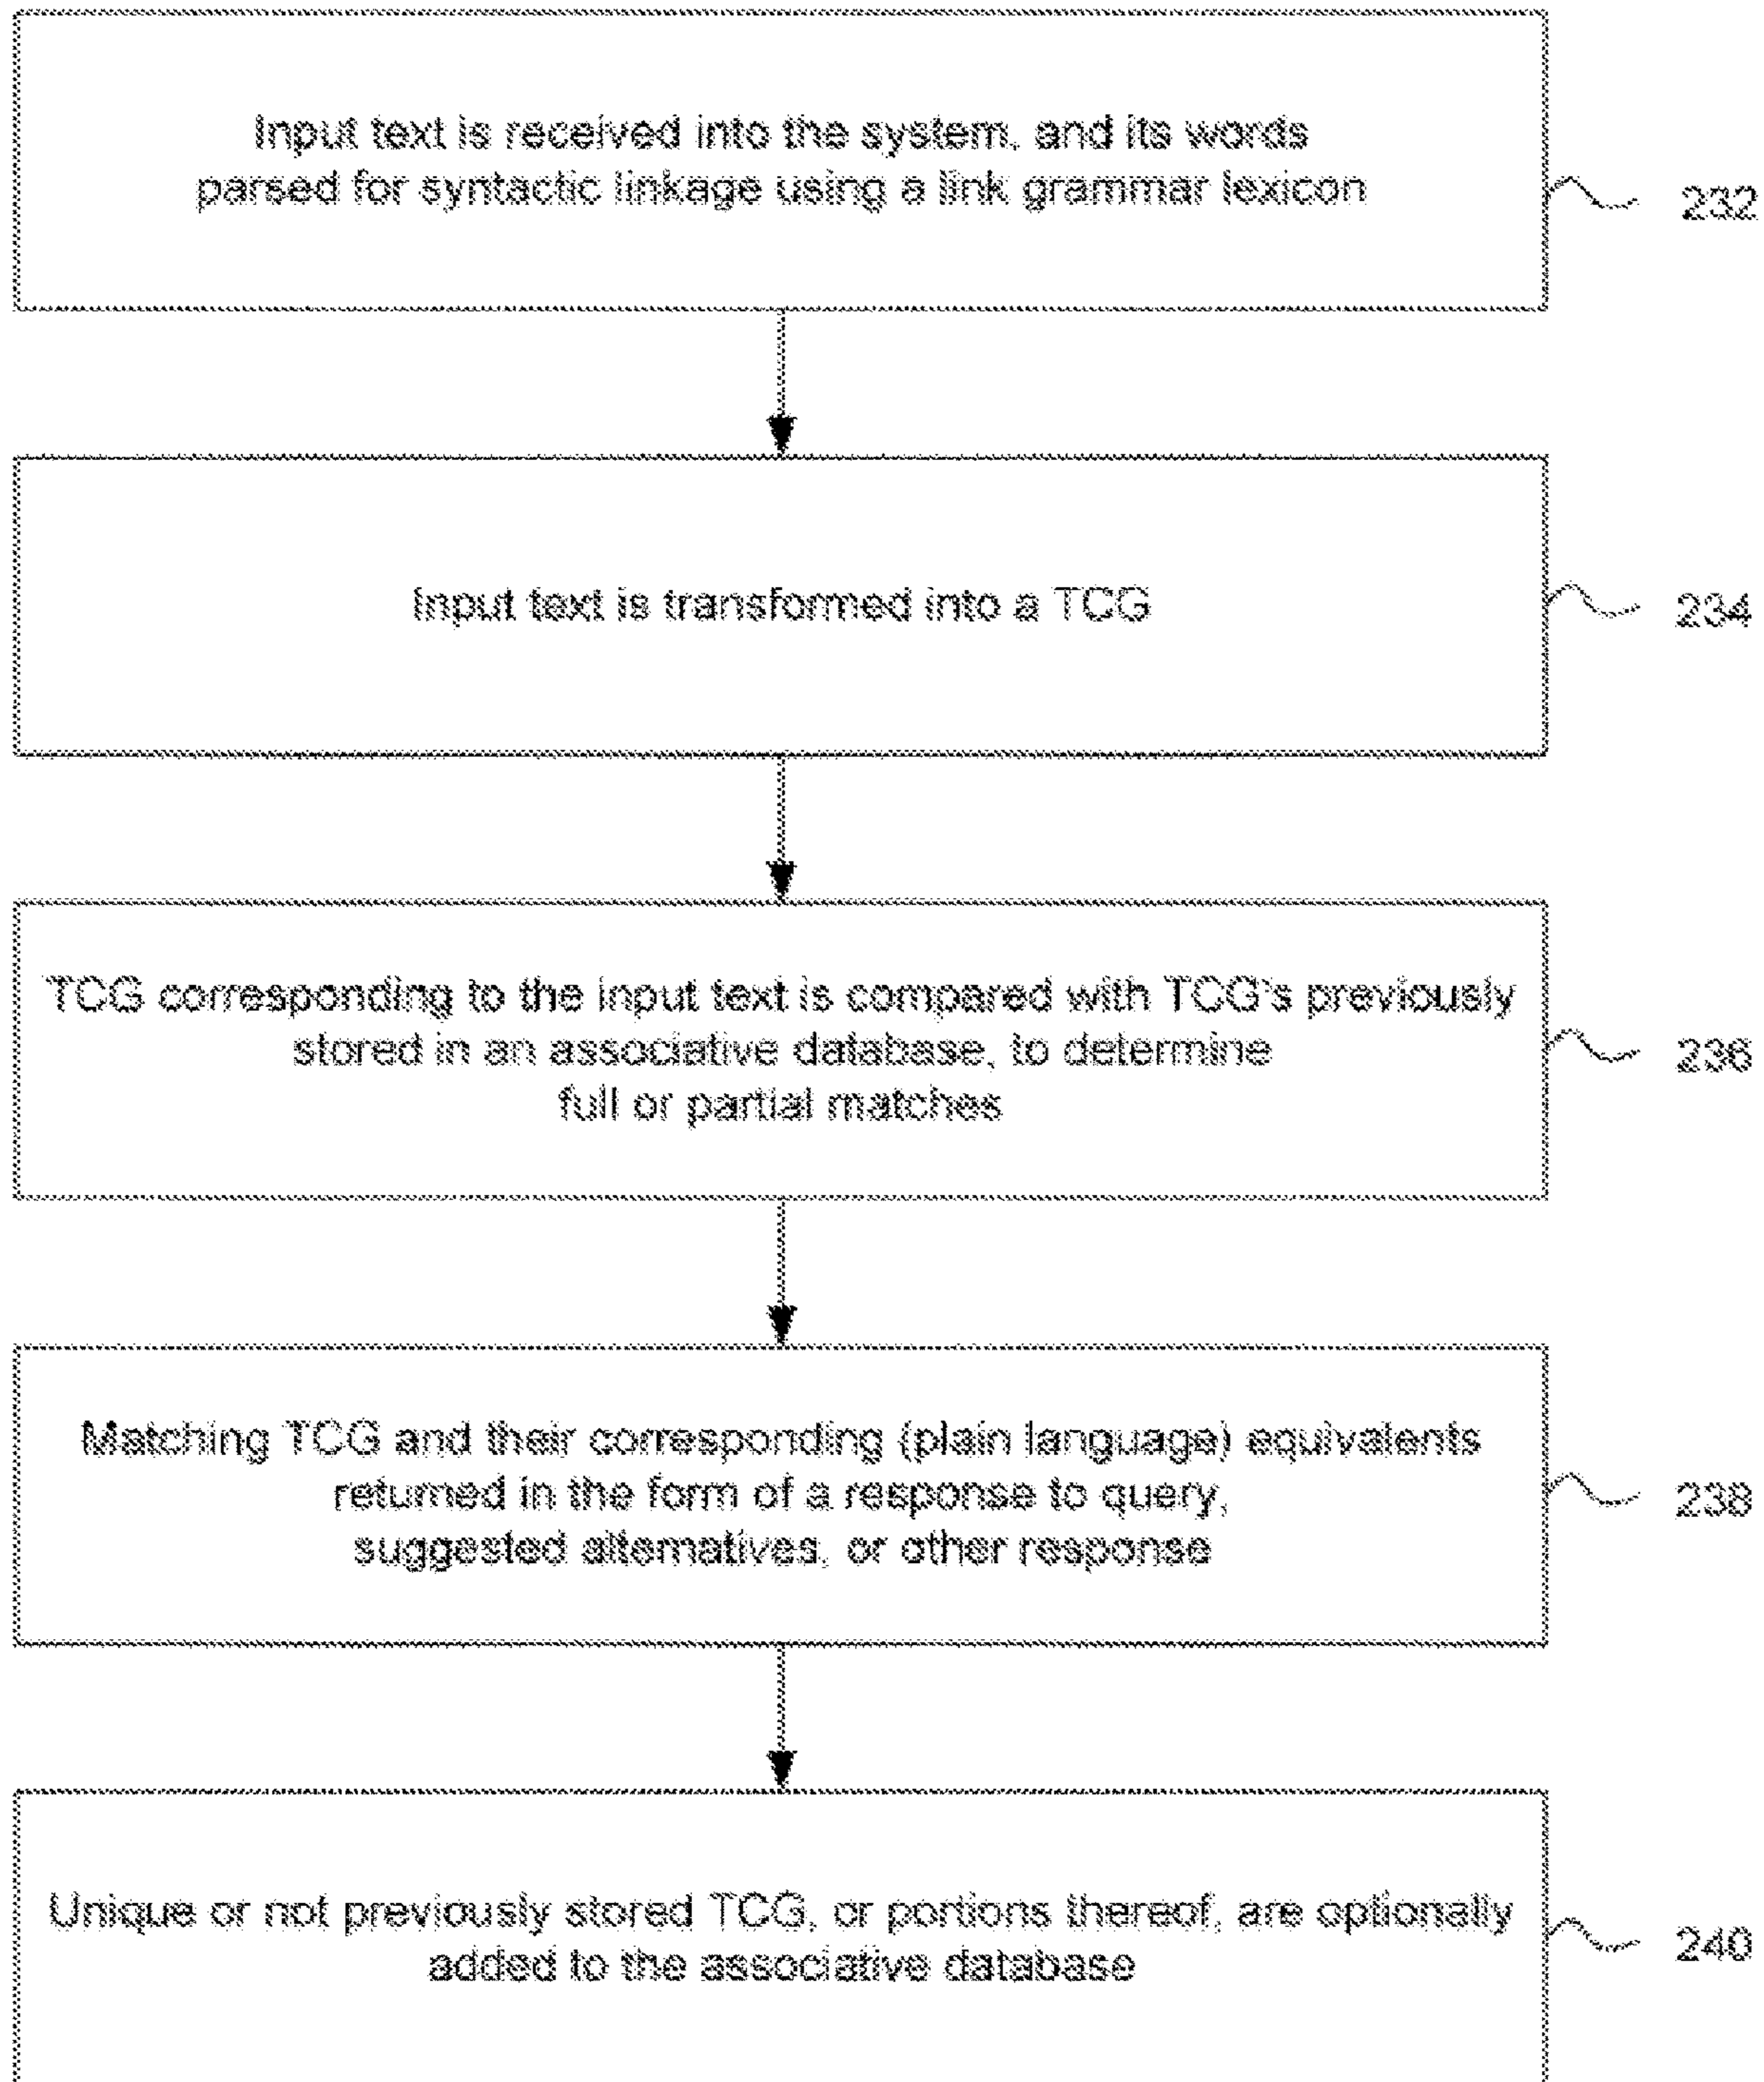 Input text is received into the system, and its words
parsed for syntactic linkage using a link grammar lexicon
232
Input text is transformed into a TCG
234
TCG corresponding to the input text is compared with TCG's previously
stored in an associative database, to determine
full or partial matches
236
Matching TCG and their corresponding (plain language) equivalents
returned in the form of a response to query,
suggested alternatives, or other response
238
Unique or not previously stored TCG, or portions thereof, are optionally
added to the associative database
240